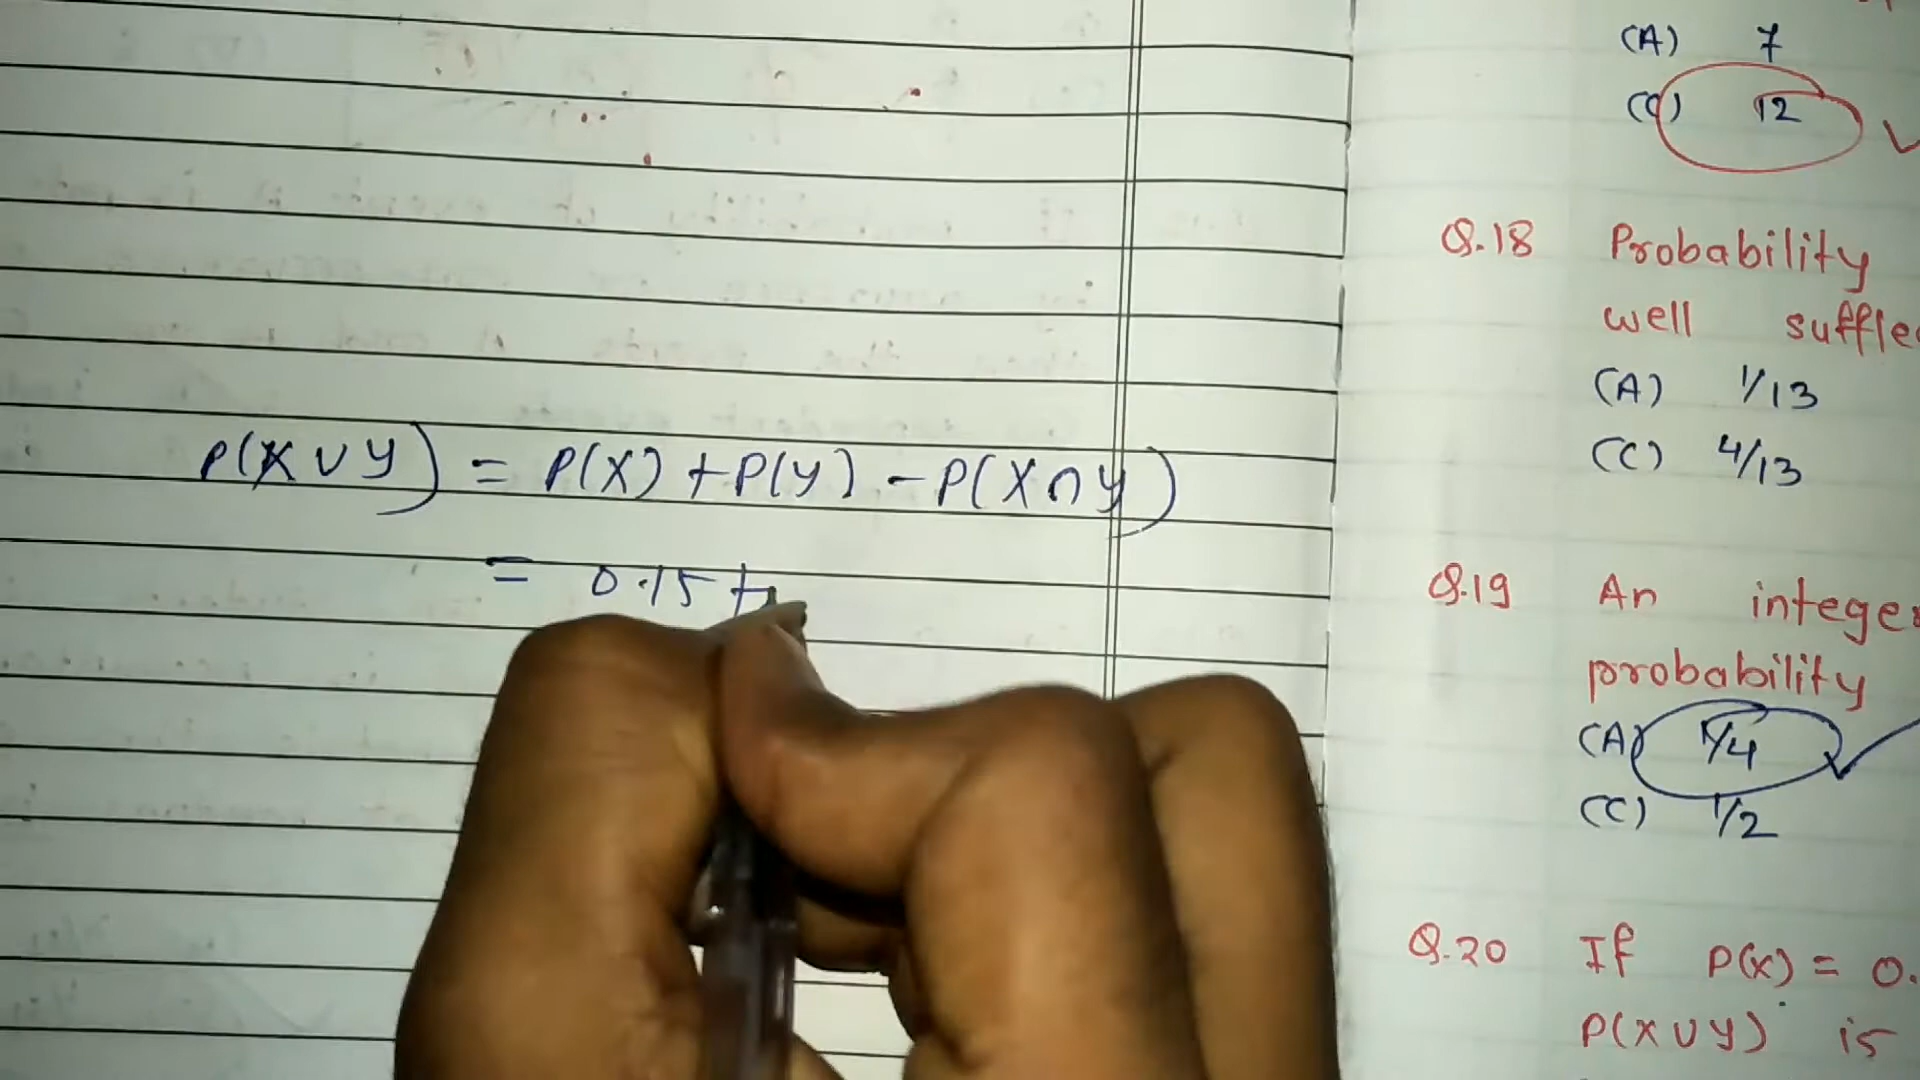 P(X∪Y) = P(X) + P(Y) - P(X∩Y)
= 0.15 +
(A) 7
(C) 12
Q.18 Probability
well suffle
(A) 1/13
(C) 4/13
Q.19 An intege
probability
(A) 1/4
(C) 1/2
Q.20 If P(X) = 0.
P(X∪Y) is